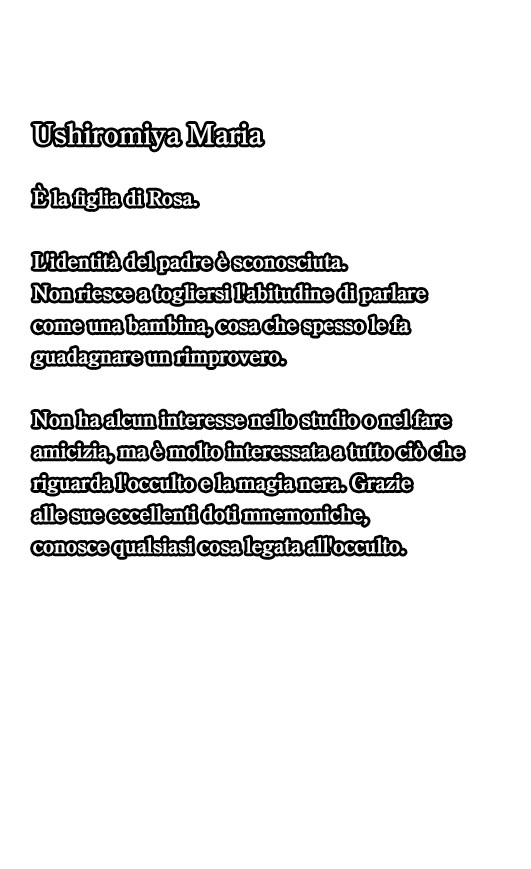 Ushiromiya Maria
È la figlia di Rosa.
L'identità del padre è sconosciuta.
Non riesce a togliersi l'abitudine di parlare
come una bambina, cosa che spesso le fa
guadagnare un rimprovero.
Non ha alcun interesse nello studio o nel fare
amicizia, ma è molto interessata a tutto ciò che
riguarda l'occulto e la magia nera. Grazie
alle sue eccellenti doti mnemoniche,
conosce qualsiasi cosa legata all'occulto.